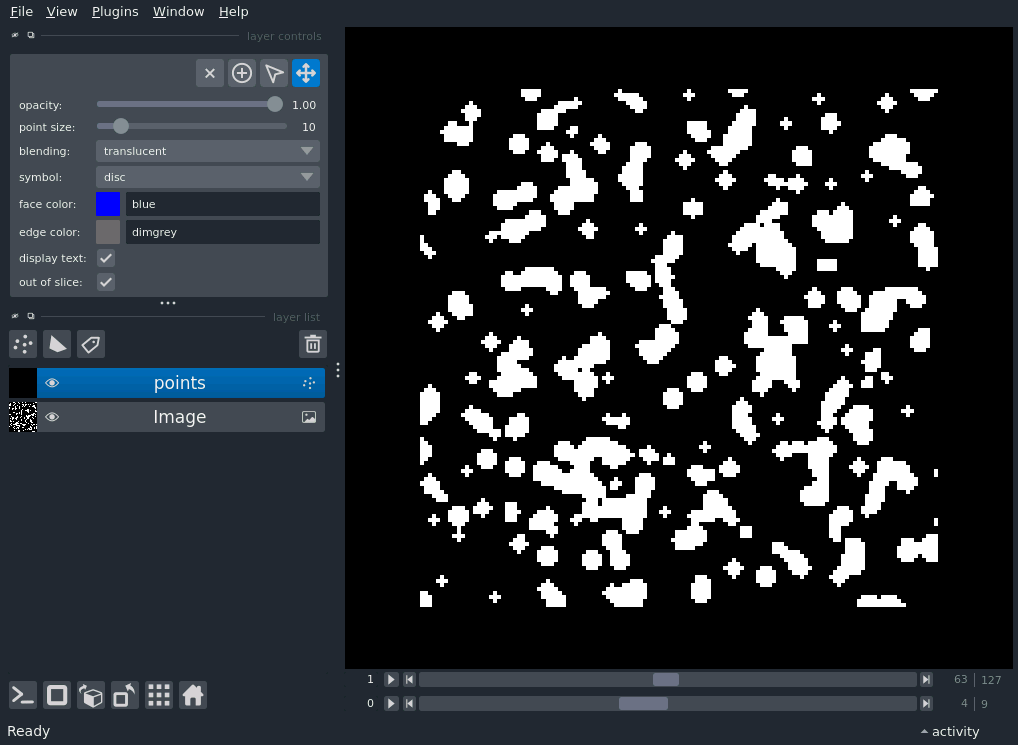 File View Plugins Window Help
layer controls
opacity: 1.00
point size: 10
blending: translucent
symbol: disc
face color: blue
edge color: dimgrey
display text:
out of slice:
layer list
points
Image
1 63 127
0 4 9
Ready activity